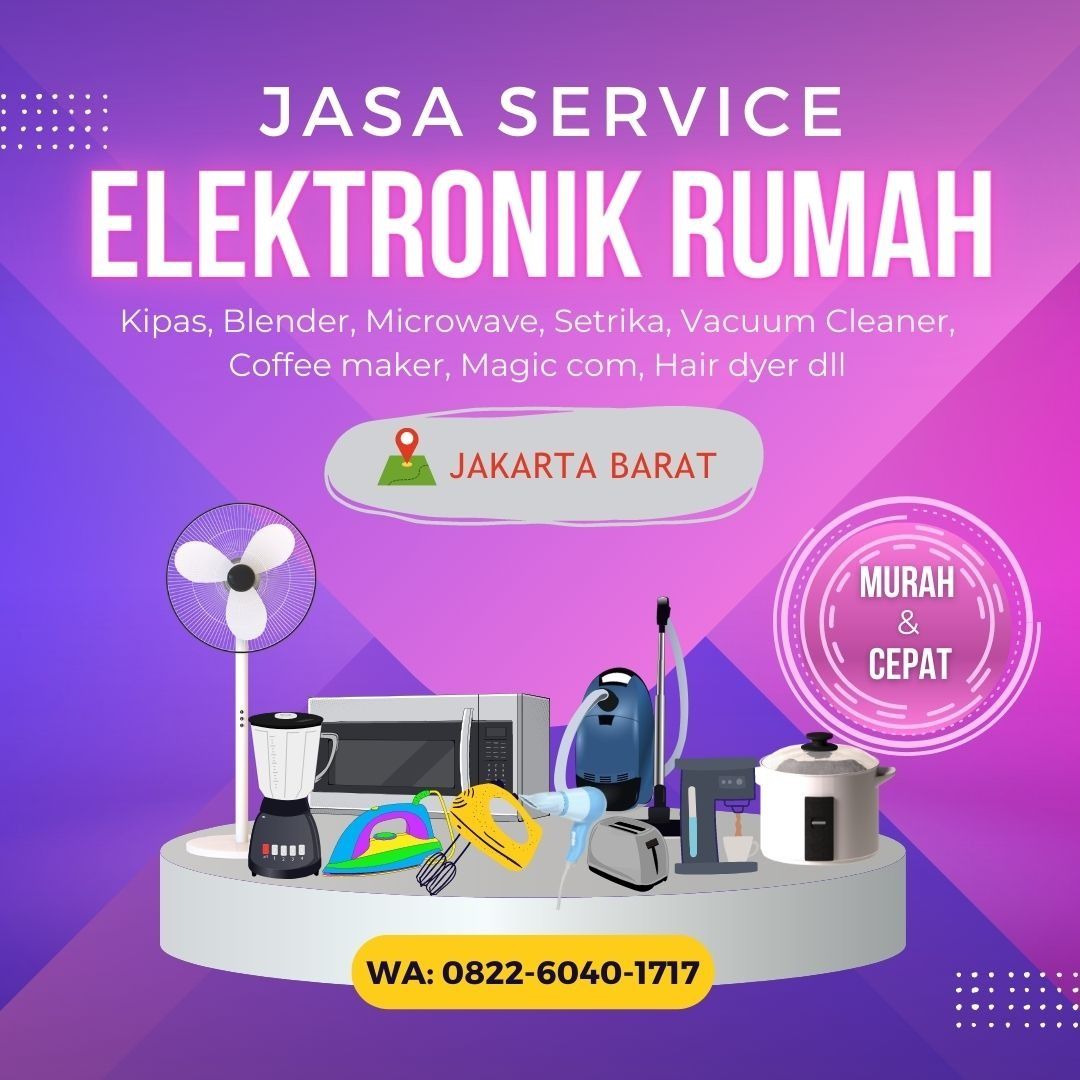 JASA SERVICE
ELEKTRONIK RUMAH
Kipas, Blender, Microwave, Setrika, Vacuum Cleaner,
Coffee maker, Magic com, Hair dyer dll
JAKARTA BARAT
MURAH
&
CEPAT
WA: 0822-6040-1717